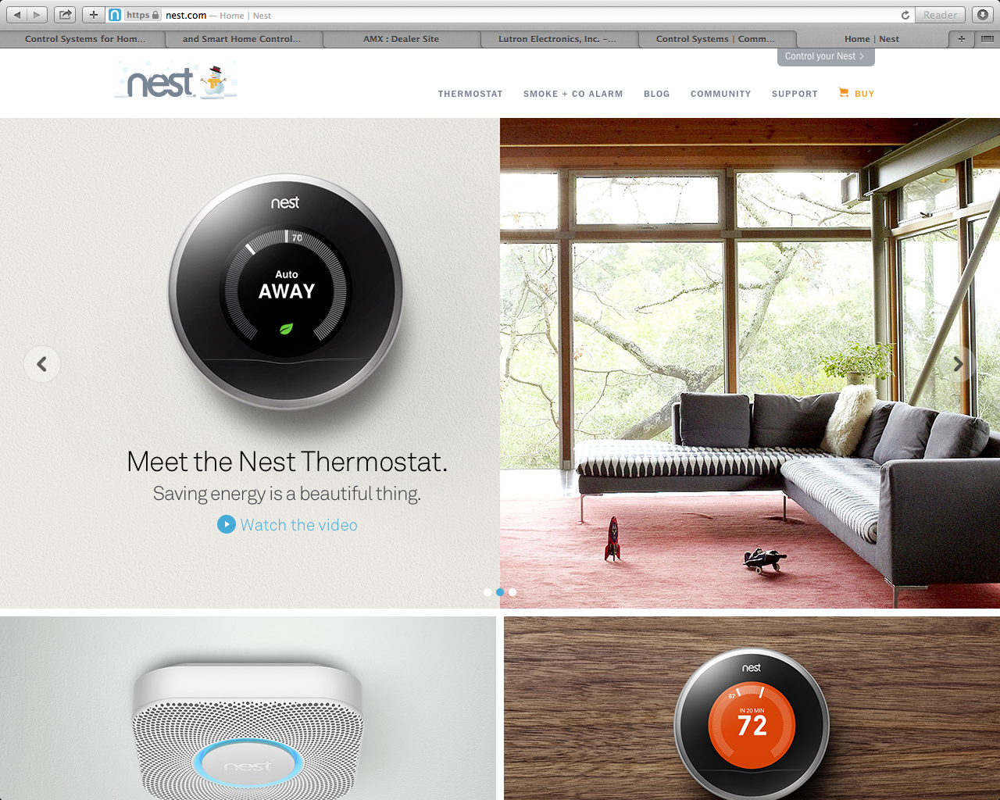 https nest.com — Home | Nest
Reader
Control Systems for Hom...
and Smart Home Control...
AMX : Dealer Site
Lutron Electronics, Inc. –...
Control Systems | Comm...
Home | Nest
Control your Nest >
nest
THERMOSTAT
SMOKE + CO ALARM
BLOG
COMMUNITY
SUPPORT
BUY
nest
70
Auto
AWAY
Meet the Nest Thermostat.
Saving energy is a beautiful thing.
Watch the video
nest
nest
67
IN 20 MIN
72